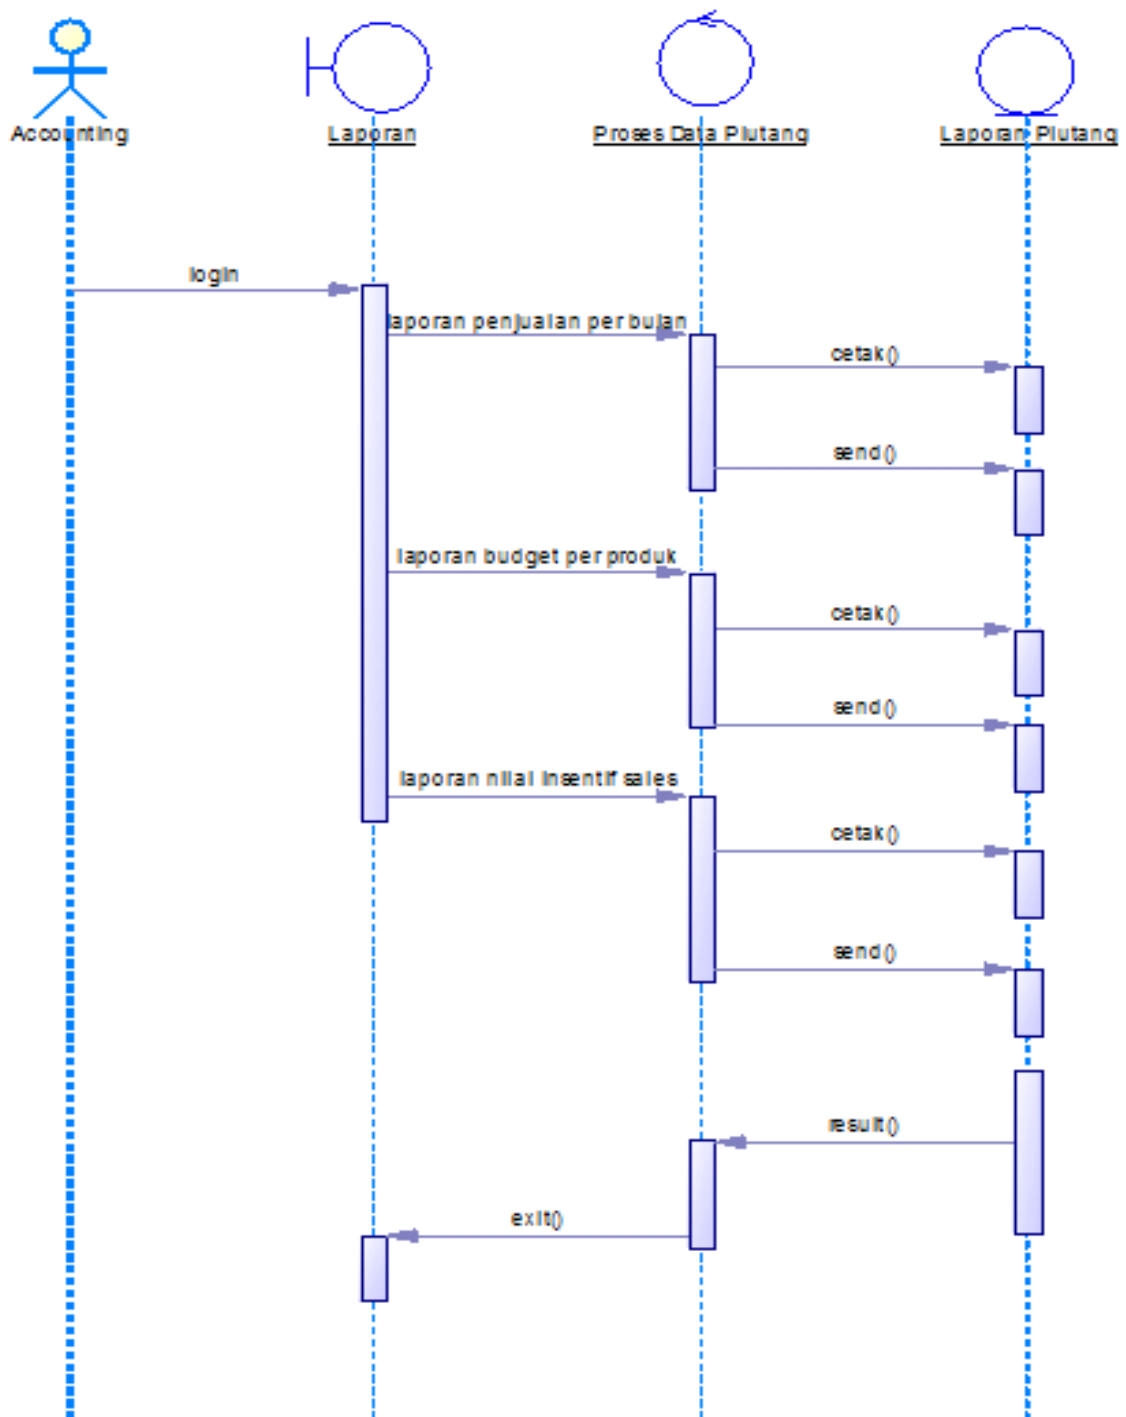 Accounting
Laporan
Proses Data Piutang
Laporan Piutang
login
laporan penjualan per bulan
cetak()
send()
laporan budget per produk
cetak()
send()
laporan nilai insentif sales
cetak()
send()
result()
exit()